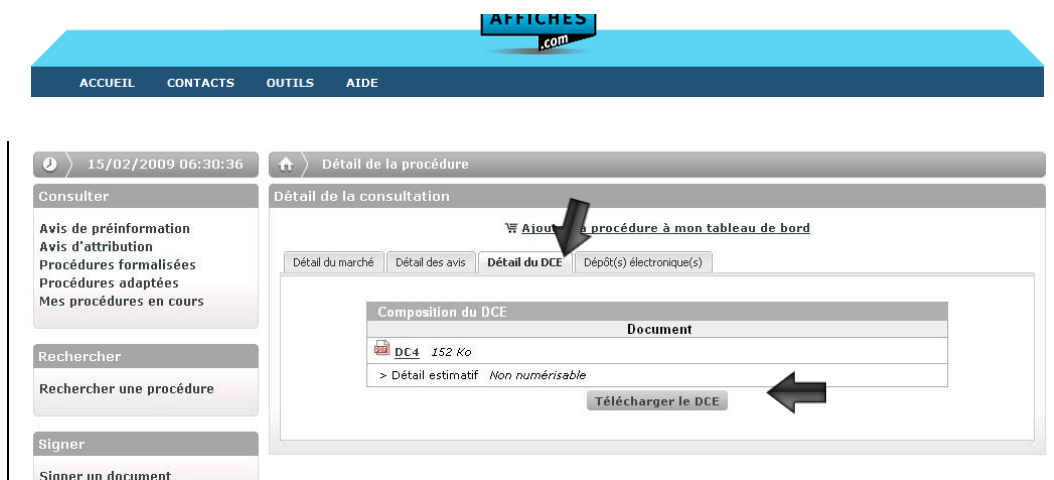 AFFICHES
.com
ACCUEIL CONTACTS OUTILS AIDE
15/02/2009 06:30:36
Détail de la procédure
Consulter
Avis de préinformation
Avis d'attribution
Procédures formalisées
Procédures adaptées
Mes procédures en cours
Rechercher
Rechercher une procédure
Signer
Signer un document
Détail de la consultation
procédure à mon tableau de bord
Détail du marché Détail des avis Détail du DCE Dépôt(s) électronique(s)
Composition du DCE
Document
PDF DC4 152 Ko
> Détail estimatif Non numérisable
Télécharger le DCE